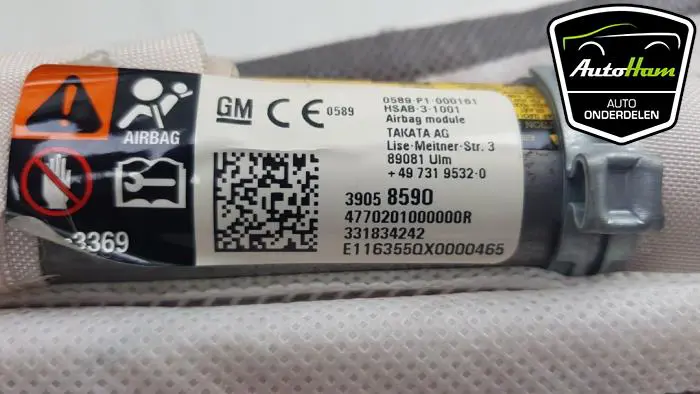 AutoHam
AUTO
ONDERDELEN
AIRBAG
3369
GM CE 0589
0589-P1-000161
HSAB-3-1001
Airbag module
TAKATA AG
Lise-Meitner-Str. 3
89081 Ulm
+49 731 9532-0
3905 8590
4770201000000R
331834242
E116355QX0000465